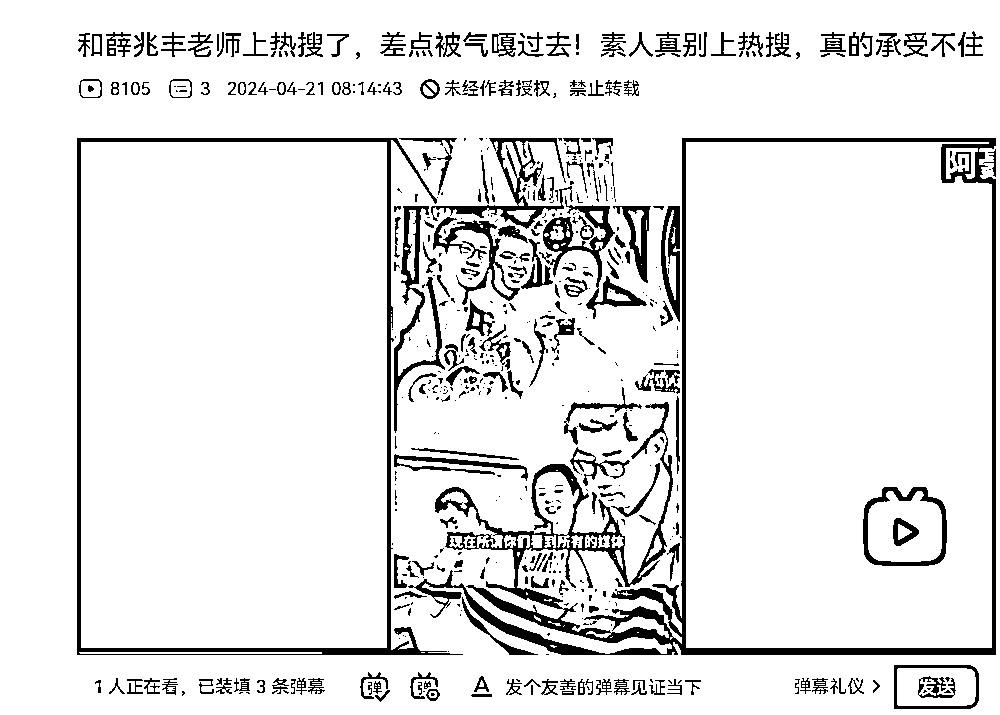 和薛兆丰老师上热搜了，差点被气嘎过去！素人真别上热搜，真的承受不住
8105 3 2024-04-21 08:14:43 未经作者授权，禁止转载
阿
现在所谓你们看到所有的媒体
1 人正在看，已装填 3 条弹幕 弹 弹 A 发个友善的弹幕见证当下 弹幕礼仪 > 发送